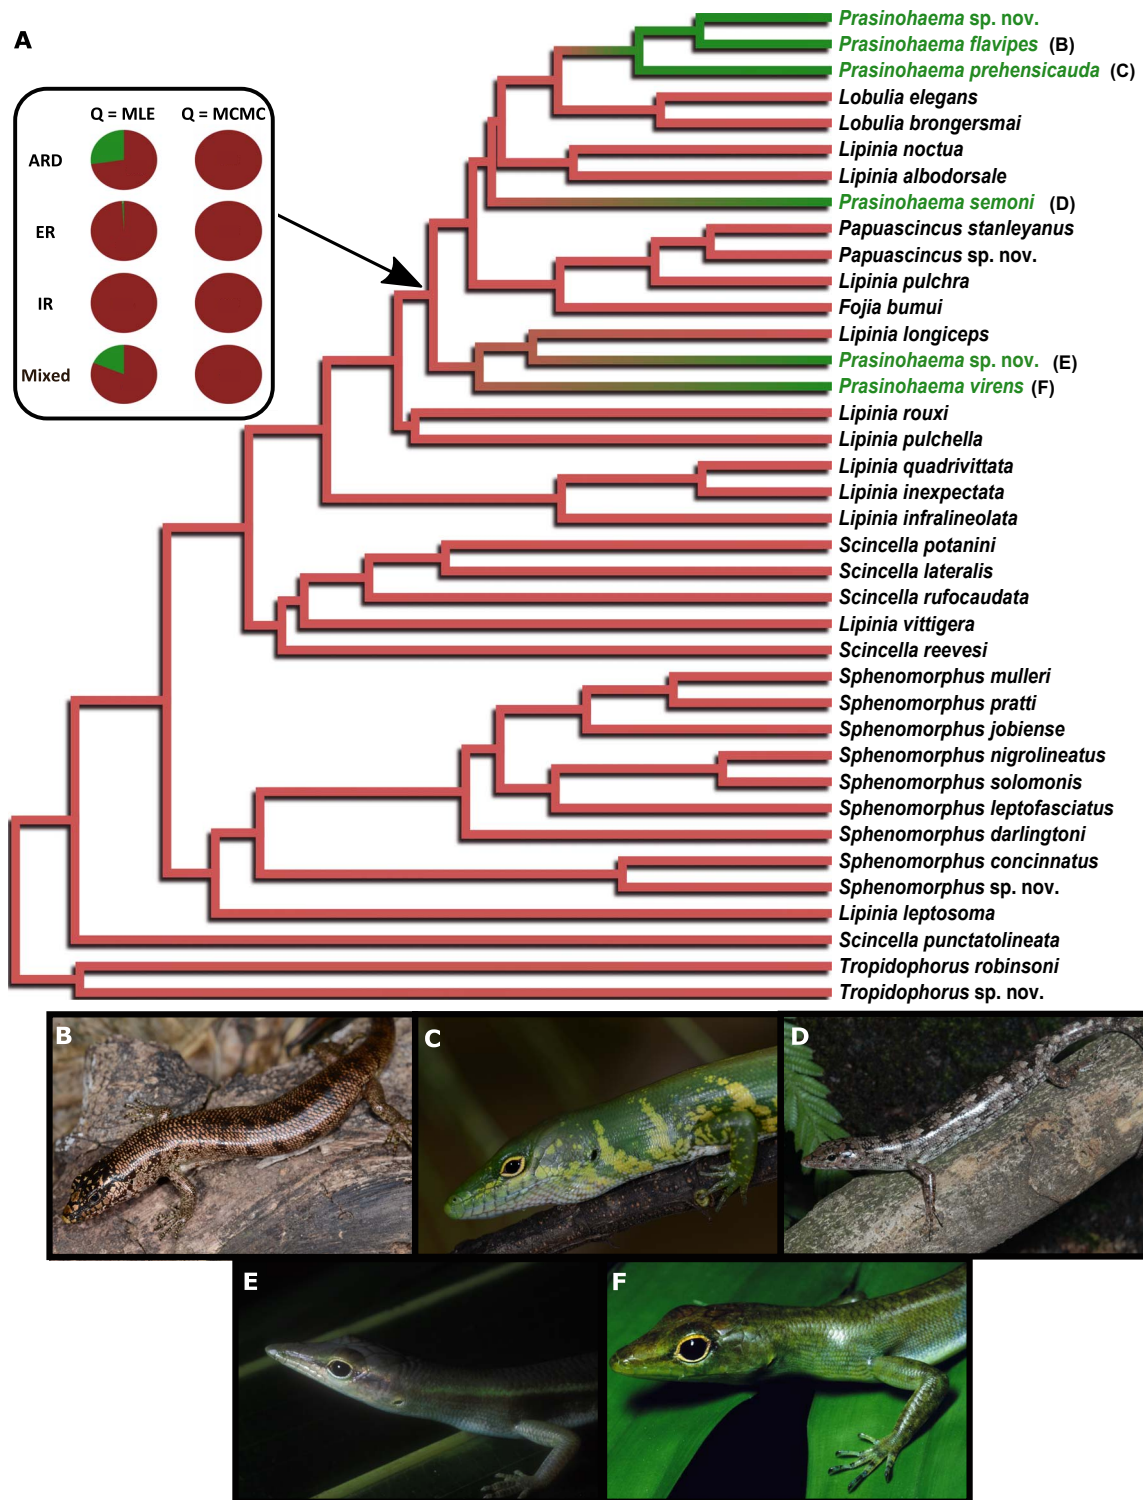 A
Q = MLE Q = MCMC
ARD
ER
IR
Mixed
Prasinohaema sp. nov.
Prasinohaema flavipes (B)
Prasinohaema prehensicauda (C)
Lobulia elegans
Lobulia brongersmai
Lipinia noctua
Lipinia albodorsale
Prasinohaema semoni (D)
Papuascincus stanleyanus
Papuascincus sp. nov.
Lipinia pulchra
Fojia bumui
Lipinia longiceps
Prasinohaema sp. nov. (E)
Prasinohaema virens (F)
Lipinia rouxi
Lipinia pulchella
Lipinia quadrivittata
Lipinia inexpectata
Lipinia infralineolata
Scincella potanini
Scincella lateralis
Scincella rufocaudata
Lipinia vittigera
Scincella reevesi
Sphenomorphus mulleri
Sphenomorphus pratti
Sphenomorphus jobiense
Sphenomorphus nigrolineatus
Sphenomorphus solomonis
Sphenomorphus leptofasciatus
Sphenomorphus darlingtoni
Sphenomorphus concinnatus
Sphenomorphus sp. nov.
Lipinia leptosoma
Scincella punctatolineata
Tropidophorus robinsoni
Tropidophorus sp. nov.
B
C
D
E
F